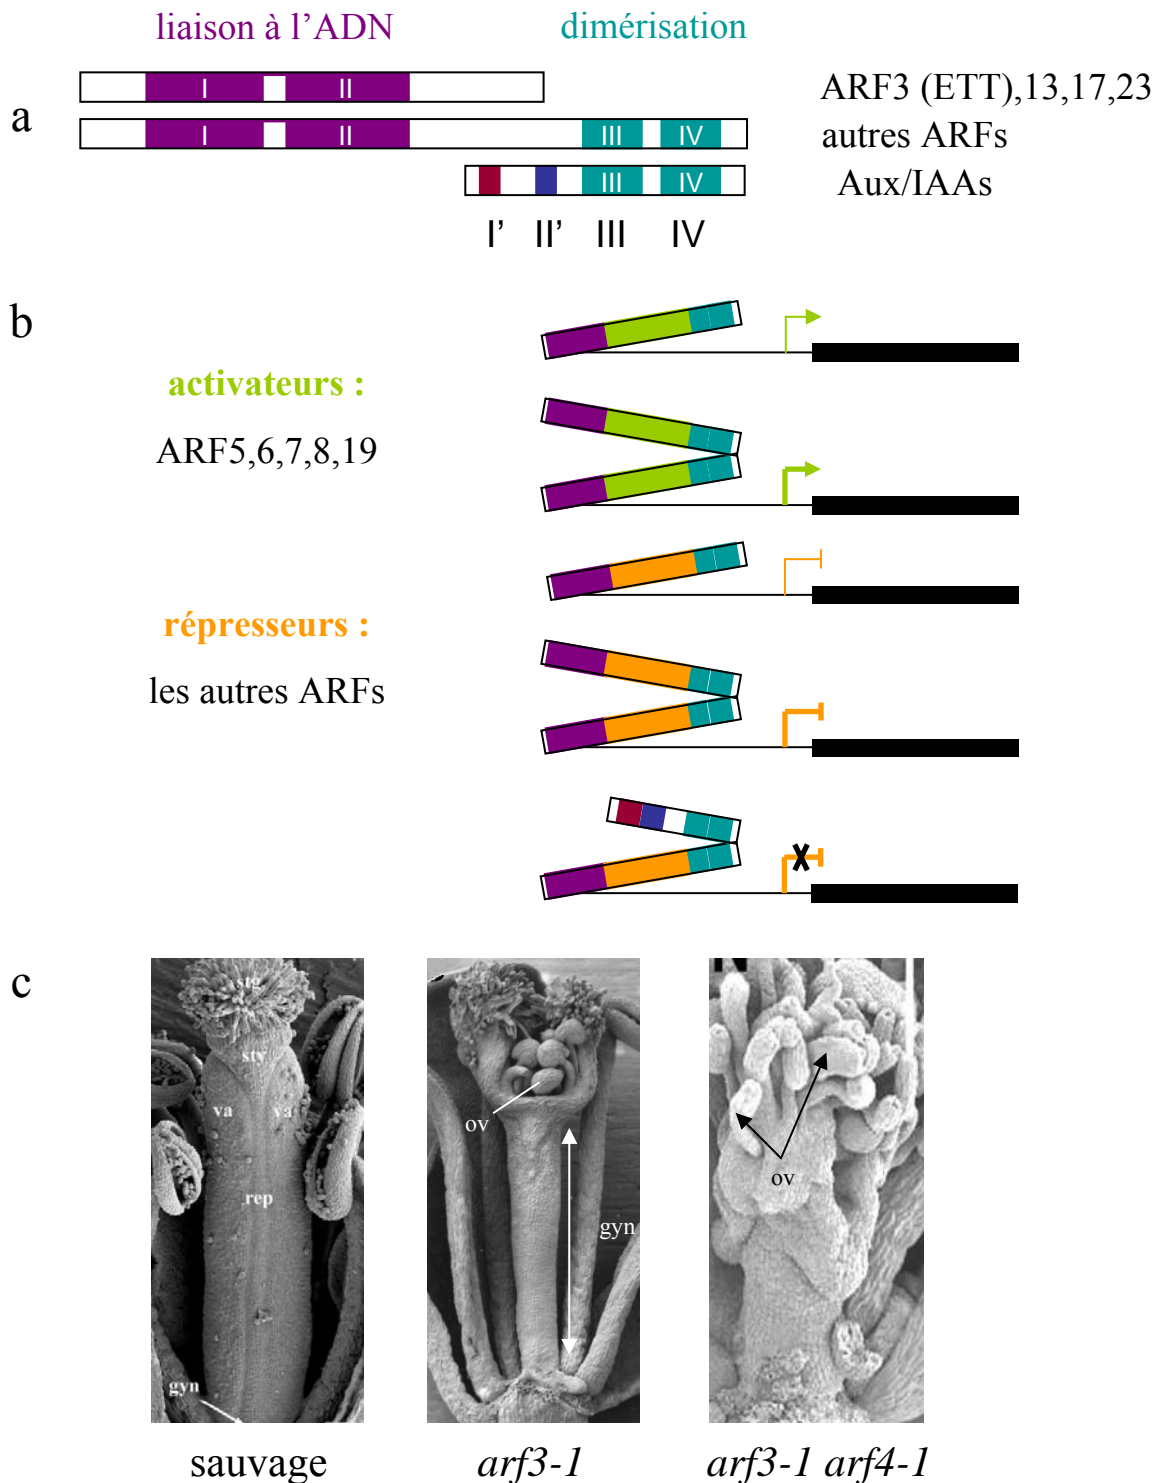 liaison à l’ADN
dimérisation
a
I II
ARF3 (ETT),13,17,23
I II III IV
autres ARFs
III IV
Aux/IAAs
I’ II’ III IV
b
activateurs :
ARF5,6,7,8,19
répresseurs :
les autres ARFs
c
stg
sty
va va
rep
gyn
ov
gyn
ov
sauvage
arf3-1
arf3-1 arf4-1